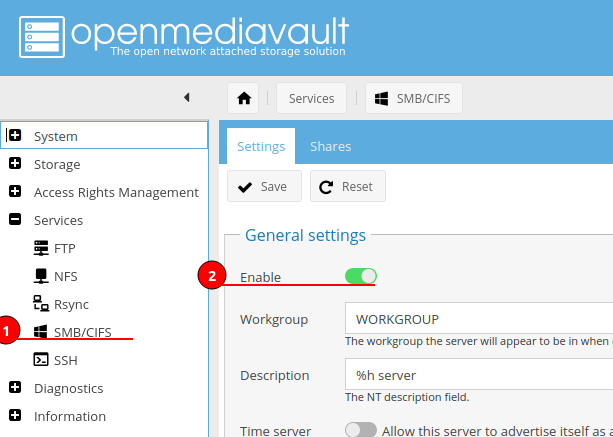 openmediavault
The open network attached storage solution
Services
SMB/CIFS
System
Storage
Access Rights Management
Services
FTP
NFS
Rsync
1
SMB/CIFS
SSH
Diagnostics
Information
Settings
Shares
Save
Reset
General settings
2
Enable
Workgroup
WORKGROUP
The workgroup the server will appear to be in when
Description
%h server
The NT description field.
Time server
Allow this server to advertise itself as a